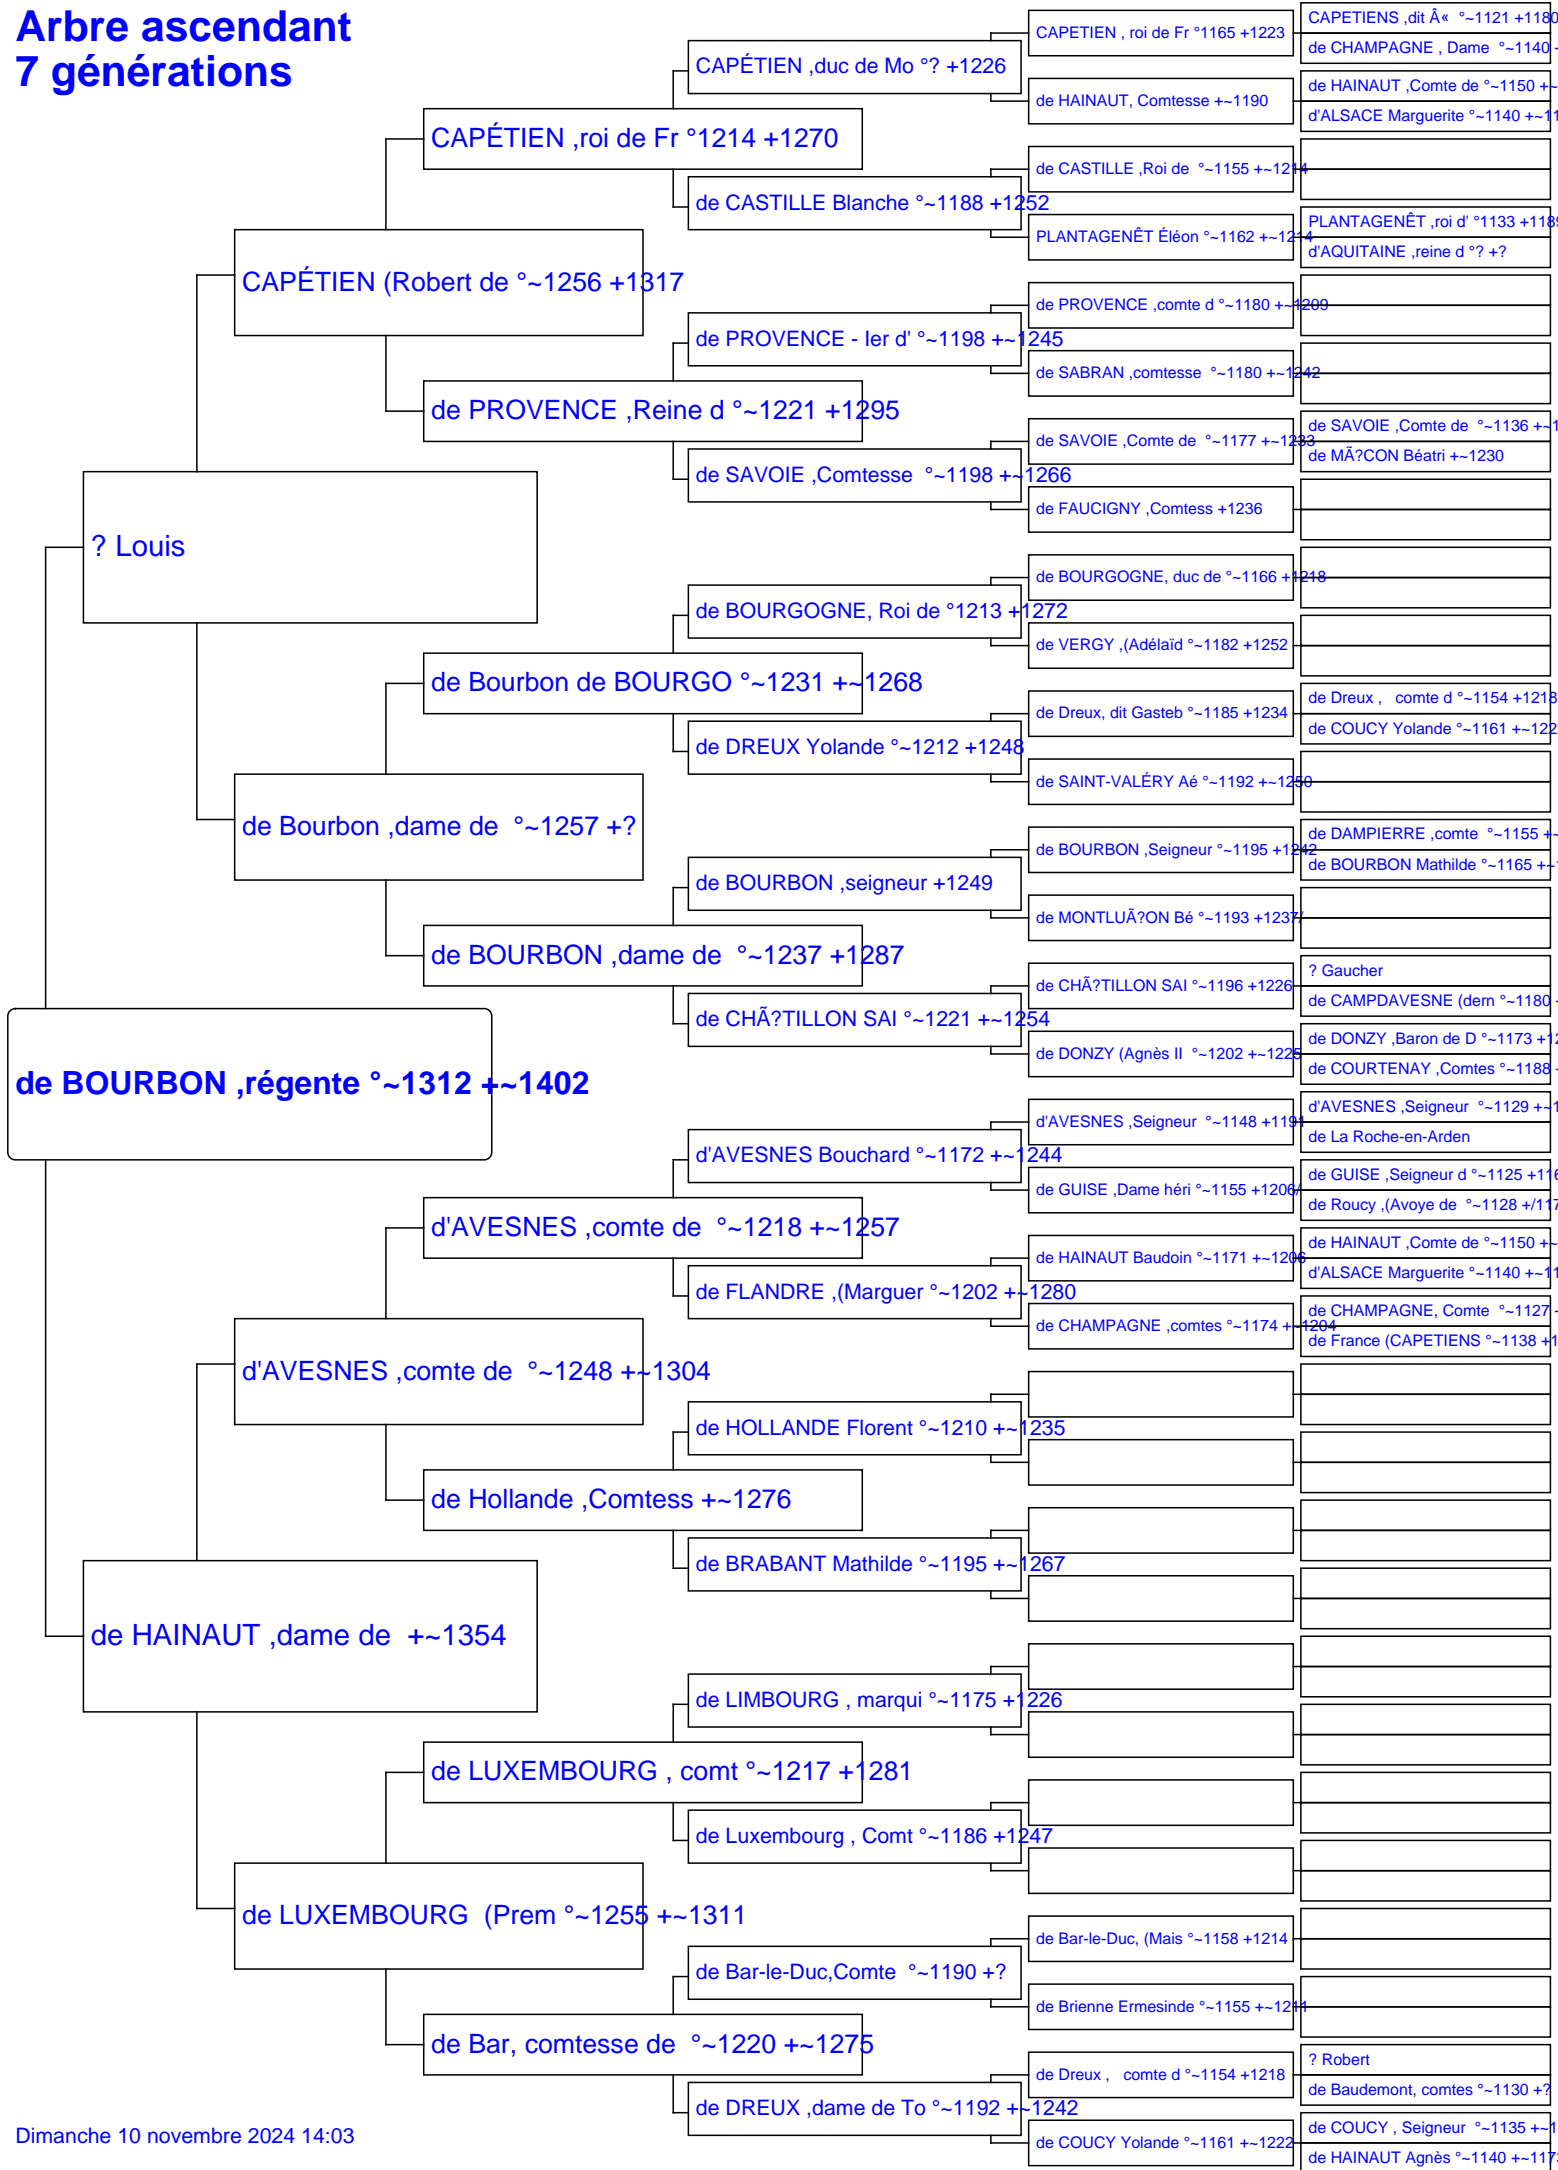 Arbre ascendant
7 générations
de BOURBON ,régente °~1312 +~1402
? Louis
de HAINAUT ,dame de  +~1354
CAPÉTIEN (Robert de °~1256 +1317
de Bourbon ,dame de  °~1257 +?
d'AVESNES ,comte de  °~1248 +~1304
de LUXEMBOURG  (Prem °~1255 +~1311
CAPÉTIEN ,roi de Fr °1214 +1270
de PROVENCE ,Reine d °~1221 +1295
de Bourbon de BOURGO °~1231 +~1268
de BOURBON ,dame de  °~1237 +1287
d'AVESNES ,comte de  °~1218 +~1257
de Hollande ,Comtess +~1276
de LUXEMBOURG , comt °~1217 +1281
de Bar, comtesse de  °~1220 +~1275
CAPÉTIEN ,duc de Mo °? +1226
de CASTILLE Blanche °~1188 +1252
de PROVENCE - Ier d' °~1198 +~1245
de SAVOIE ,Comtesse  °~1198 +~1266
de BOURGOGNE, Roi de °1213 +1272
de DREUX Yolande °~1212 +1248
de BOURBON ,seigneur +1249
de CHÃ?TILLON SAI °~1221 +~1254
d'AVESNES Bouchard °~1172 +~1244
de FLANDRE ,(Marguer °~1202 +~1280
de HOLLANDE Florent °~1210 +~1235
de BRABANT Mathilde °~1195 +~1267
de LIMBOURG , marqui °~1175 +1226
de Luxembourg , Comt °~1186 +1247
de Bar-le-Duc,Comte  °~1190 +?
de DREUX ,dame de To °~1192 +~1242
CAPETIEN , roi de Fr °1165 +1223
de HAINAUT, Comtesse +~1190
de CASTILLE ,Roi de  °~1155 +~1214
PLANTAGENÊT Éléon °~1162 +~1214
de PROVENCE ,comte d °~1180 +~1209
de SABRAN ,comtesse  °~1180 +~1242
de SAVOIE ,Comte de  °~1177 +~1233
de FAUCIGNY ,Comtess +1236
de BOURGOGNE, duc de °~1166 +1218
de VERGY ,(Adélaïd °~1182 +1252
de Dreux, dit Gasteb °~1185 +1234
de SAINT-VALÉRY Aé °~1192 +~1250
de BOURBON ,Seigneur °~1195 +1242
de MONTLUÃ?ON Bé °~1193 +1237/
de CHÃ?TILLON SAI °~1196 +1226
de DONZY (Agnès II  °~1202 +~1225
d'AVESNES ,Seigneur  °~1148 +1191
de GUISE ,Dame héri °~1155 +1206/
de HAINAUT Baudoin °~1171 +~1206
de CHAMPAGNE ,comtes °~1174 +~1204
de Bar-le-Duc, (Mais °~1158 +1214
de Brienne Ermesinde °~1155 +~1211
de Dreux ,   comte d °~1154 +1218
de COUCY Yolande °~1161 +~1222
CAPETIENS ,dit Â«  °~1121 +1180
de CHAMPAGNE , Dame  °~1140 +
de HAINAUT ,Comte de °~1150 +~
d'ALSACE Marguerite °~1140 +~11
PLANTAGENÊT ,roi d' °1133 +1189
d'AQUITAINE ,reine d °? +?
de SAVOIE ,Comte de  °~1136 +~1
de MÃ?CON Béatri +~1230
de Dreux ,   comte d °~1154 +1218
de COUCY Yolande °~1161 +~122
de DAMPIERRE ,comte  °~1155 +~
de BOURBON Mathilde °~1165 +~
? Gaucher
de CAMPDAVESNE (dern °~1180 +
de DONZY ,Baron de D °~1173 +12
de COURTENAY ,Comtes °~1188 +
d'AVESNES ,Seigneur  °~1129 +~1
de La Roche-en-Arden
de GUISE ,Seigneur d °~1125 +116
de Roucy ,(Avoye de  °~1128 +/117
de HAINAUT ,Comte de °~1150 +~
d'ALSACE Marguerite °~1140 +~11
de CHAMPAGNE, Comte  °~1127 +
de France (CAPETIENS °~1138 +1
? Robert
de Baudemont, comtes °~1130 +?
de COUCY , Seigneur  °~1135 +~1
de HAINAUT Agnès °~1140 +~1173
Dimanche 10 novembre 2024 14:03